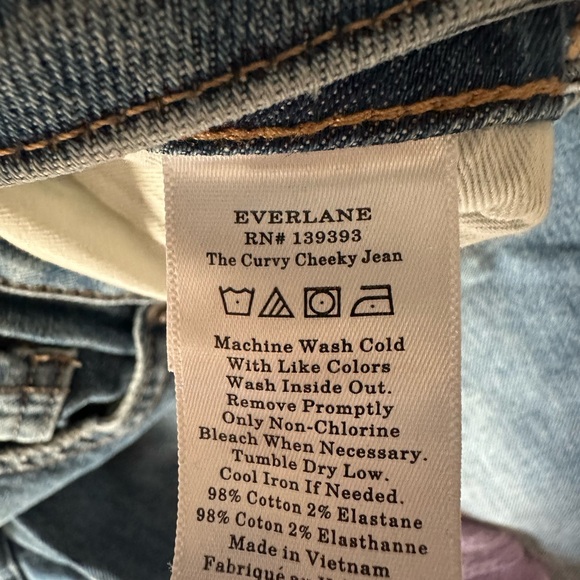 EVERLANE
RN# 139393
The Curvy Cheeky Jean
Machine Wash Cold
With Like Colors
Wash Inside Out.
Remove Promptly
Only Non-Chlorine
Bleach When Necessary.
Tumble Dry Low.
Cool Iron If Needed.
98% Cotton 2% Elastane
98% Coton 2% Elasthanne
Made in Vietnam
Fabriqué au